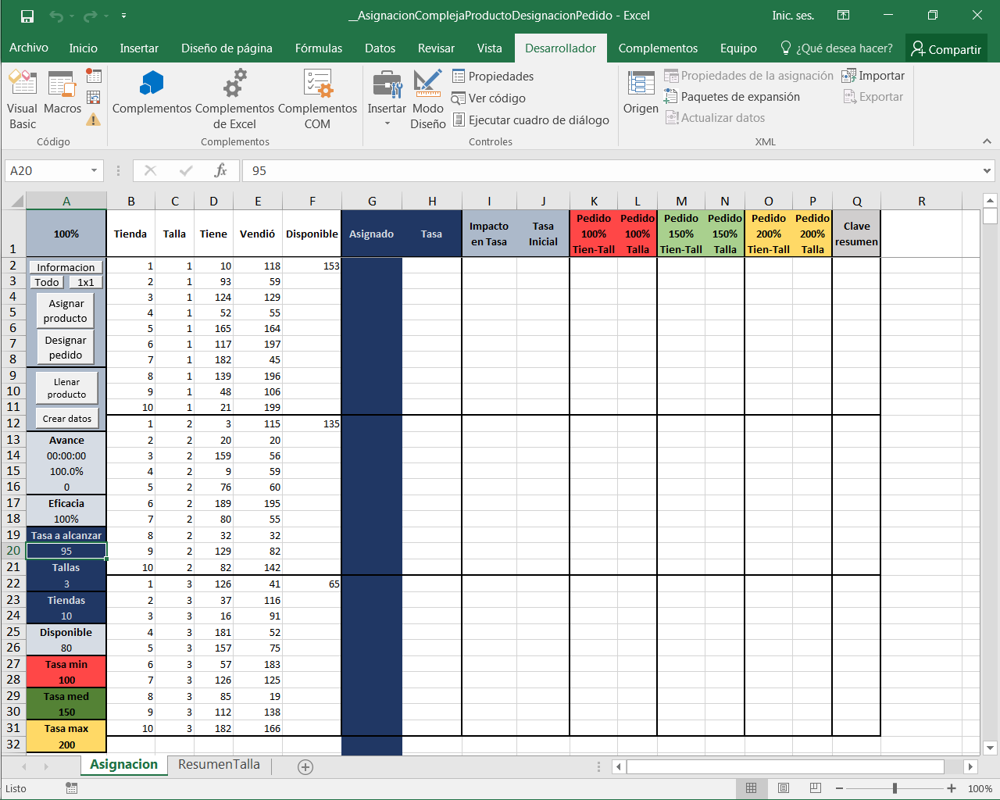 __AsignacionComplejaProductoDesignacionPedido - Excel
Inic. ses.
Archivo Inicio Insertar Diseño de página Fórmulas Datos Revisar Vista Desarrollador Complementos Equipo ¿Qué desea hacer? Compartir
Visual Basic
Macros
Código
Complementos
Complementos de Excel
Complementos COM
Complementos
Insertar
Modo Diseño
Propiedades
Ver código
Ejecutar cuadro de diálogo
Controles
Origen
Propiedades de la asignación
Paquetes de expansión
Actualizar datos
Importar
Exportar
XML
A20 fx 95
A B C D E F G H I J K L M N O P Q R
1 100% Tienda Talla Tiene Vendió Disponible Asignado Tasa Impacto en Tasa Tasa Inicial Pedido 100% Tien-Tall Pedido 100% Talla Pedido 150% Tien-Tall Pedido 150% Talla Pedido 200% Tien-Tall Pedido 200% Talla Clave resumen
2 Informacion 1 1 10 118 153
3 Todo 1x1 2 1 93 59
4 Asignar 3 1 124 129
5 producto 4 1 52 55
6 5 1 165 164
7 Designar 6 1 117 197
8 pedido 7 1 182 45
9 Llenar 8 1 139 196
10 producto 9 1 48 106
11 Crear datos 10 1 21 199
12 1 2 3 115 135
13 Avance 2 2 20 20
14 00:00:00 3 2 159 56
15 100.0% 4 2 9 59
16 0 5 2 76 60
17 Eficacia 6 2 189 195
18 100% 7 2 80 55
19 Tasa a alcanzar 8 2 32 32
20 95 9 2 129 82
21 Tallas 10 2 82 142
22 3 1 3 126 41 65
23 Tiendas 2 3 37 116
24 10 3 3 16 91
25 Disponible 4 3 181 52
26 80 5 3 157 75
27 Tasa min 6 3 57 183
28 100 7 3 126 125
29 Tasa med 8 3 85 19
30 150 9 3 112 138
31 Tasa max 10 3 182 166
32 200
Asignacion ResumenTalla
Listo
100%